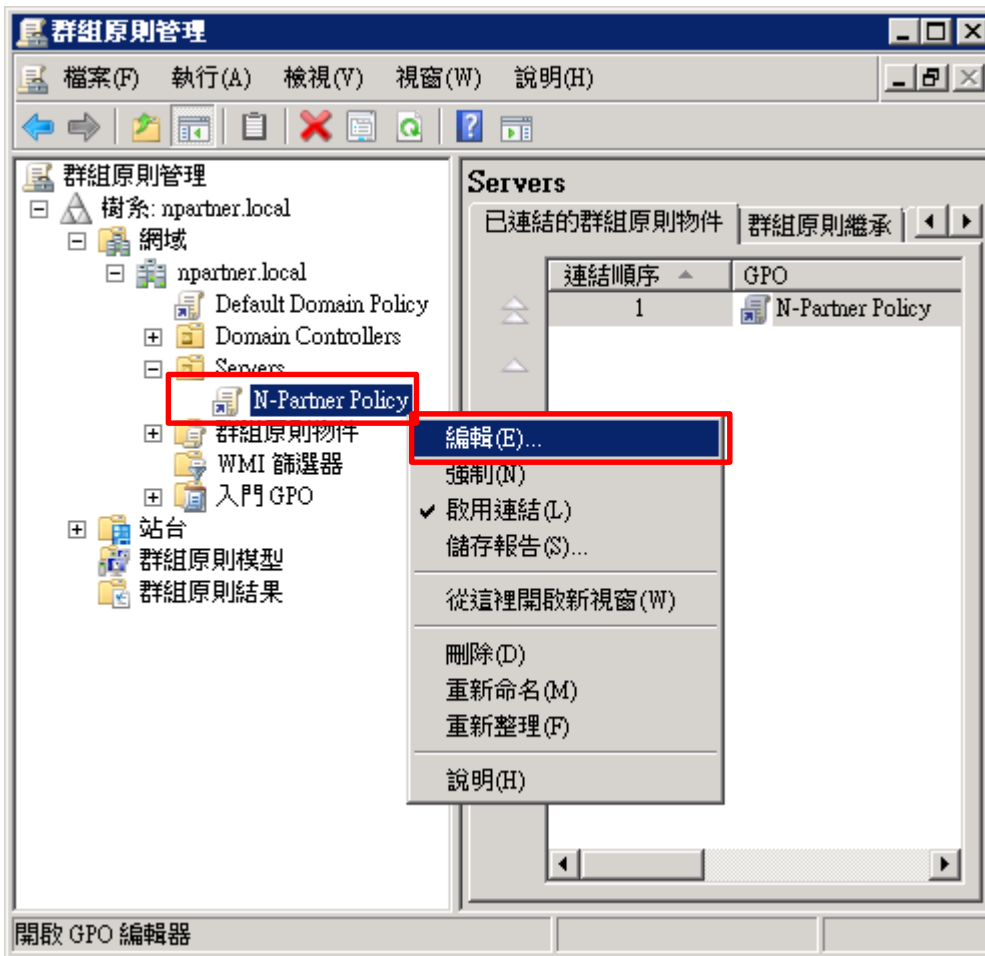 群組原則管理
檔案(F) 執行(A) 檢視(V) 視窗(W) 說明(H)
群組原則管理
樹系: npartner.local
網域
npartner.local
Default Domain Policy
Domain Controllers
Servers
N-Partner Policy
群組原則物件
WMI 篩選器
入門 GPO
站台
群組原則模型
群組原則結果
Servers
已連結的群組原則物件 群組原則繼承
連結順序 GPO
1 N-Partner Policy
編輯(E)...
強制(N)
啟用連結(L)
儲存報告(S)...
從這裡開啟新視窗(W)
刪除(D)
重新命名(M)
重新整理(F)
說明(H)
開啟 GPO 編輯器